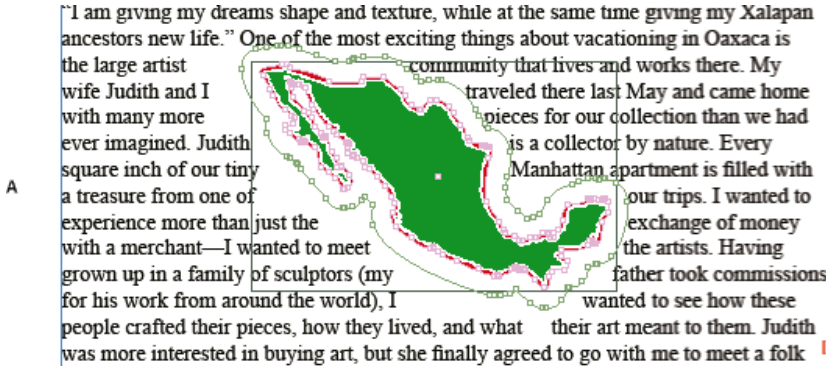 “I am giving my dreams shape and texture, while at the same time giving my Xalapan
ancestors new life.” One of the most exciting things about vacationing in Oaxaca is
the large artist community that lives and works there. My
wife Judith and I traveled there last May and came home
with many more pieces for our collection than we had
ever imagined. Judith is a collector by nature. Every
A
square inch of our tiny Manhattan apartment is filled with
a treasure from one of our trips. I wanted to
experience more than just the exchange of money
with a merchant—I wanted to meet the artists. Having
grown up in a family of sculptors (my father took commissions
for his work from around the world), I wanted to see how these
people crafted their pieces, how they lived, and what their art meant to them. Judith
was more interested in buying art, but she finally agreed to go with me to meet a folk